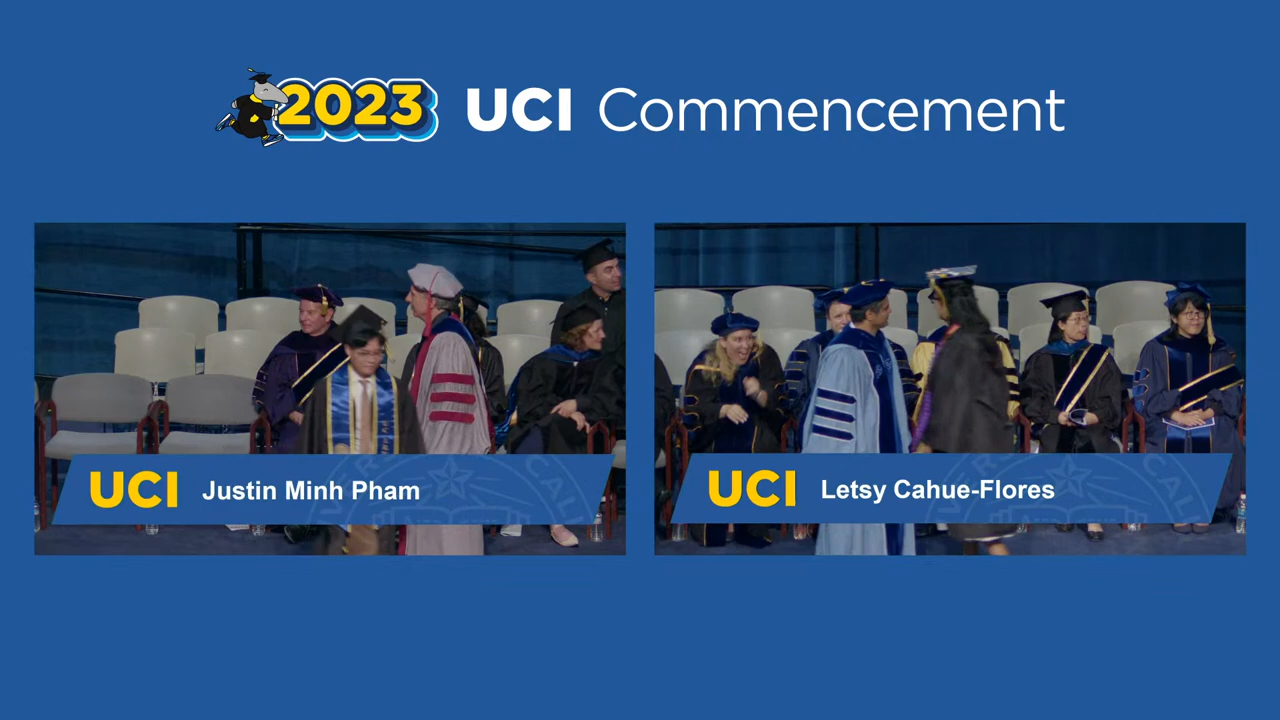 2023 UCI Commencement
UCI Justin Minh Pham
UCI Letsy Cahue-Flores